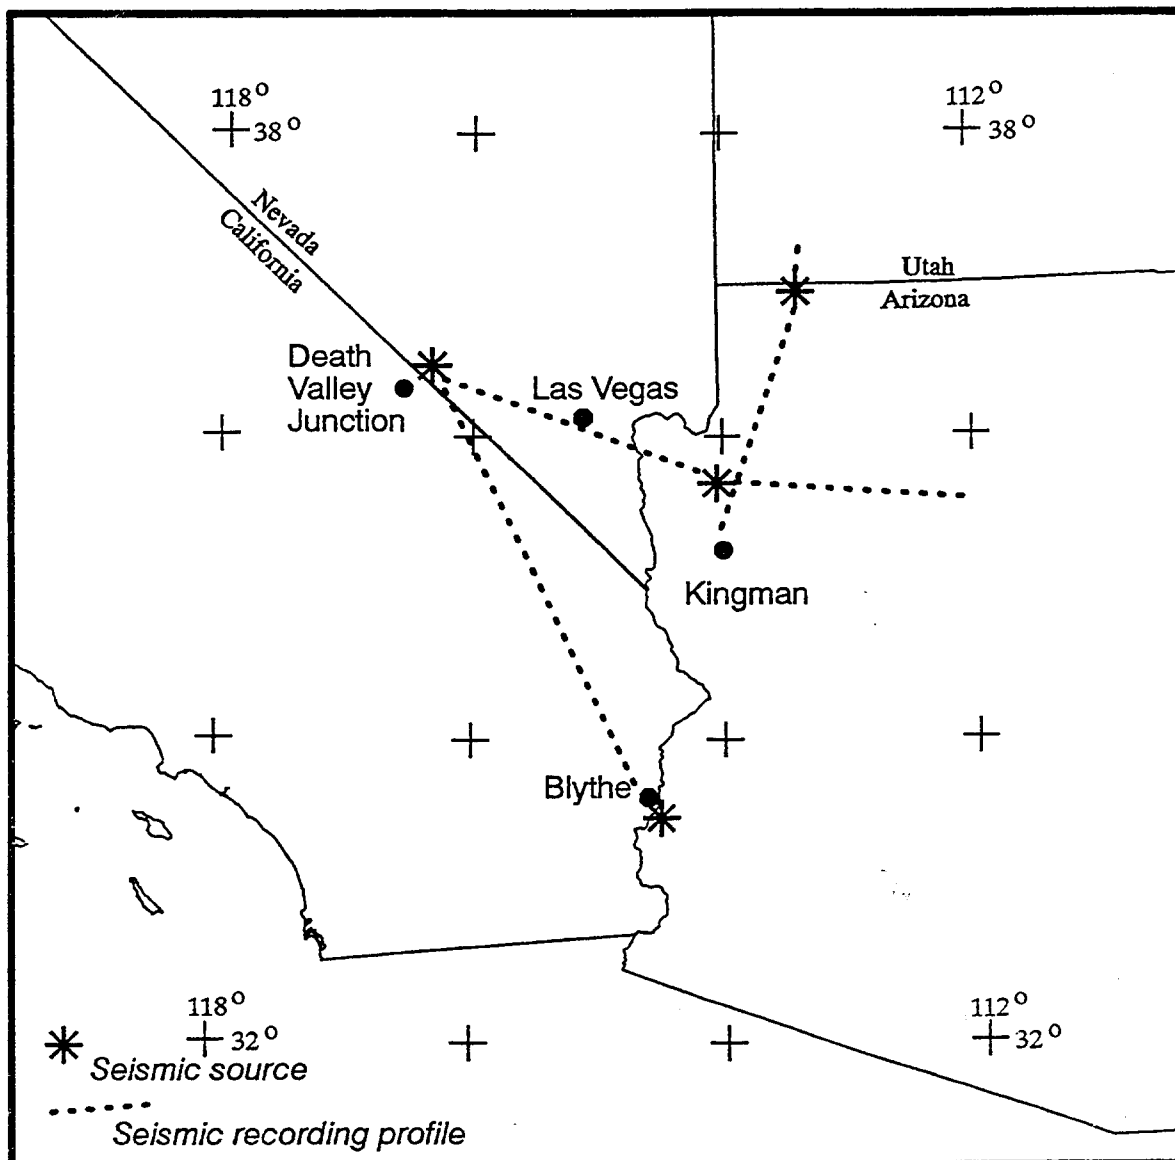 118°
38°
112°
38°
Nevada
California
Utah
Arizona
Death
Valley
Junction
Las Vegas
Kingman
Blythe
118°
32°
112°
32°
Seismic source
Seismic recording profile